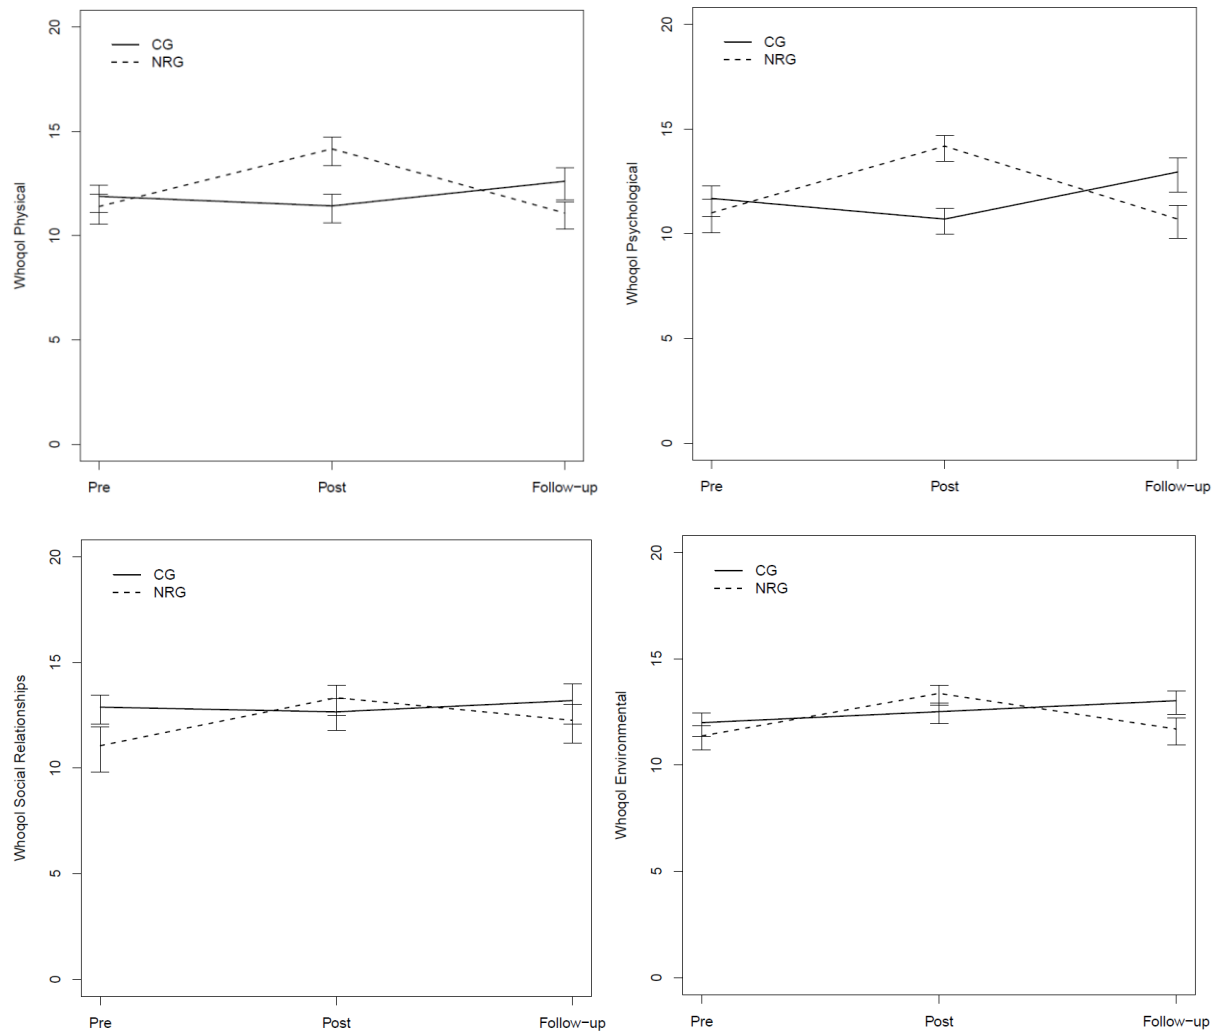 20
15
10
5
0
Whoqol Physical
CG
NRG
Pre
Post
Follow-up
20
15
10
5
0
Whoqol Psychological
CG
NRG
Pre
Post
Follow-up
20
15
10
5
0
Whoqol Social Relationships
CG
NRG
Pre
Post
Follow-up
20
15
10
5
0
Whoqol Environmental
CG
NRG
Pre
Post
Follow-up